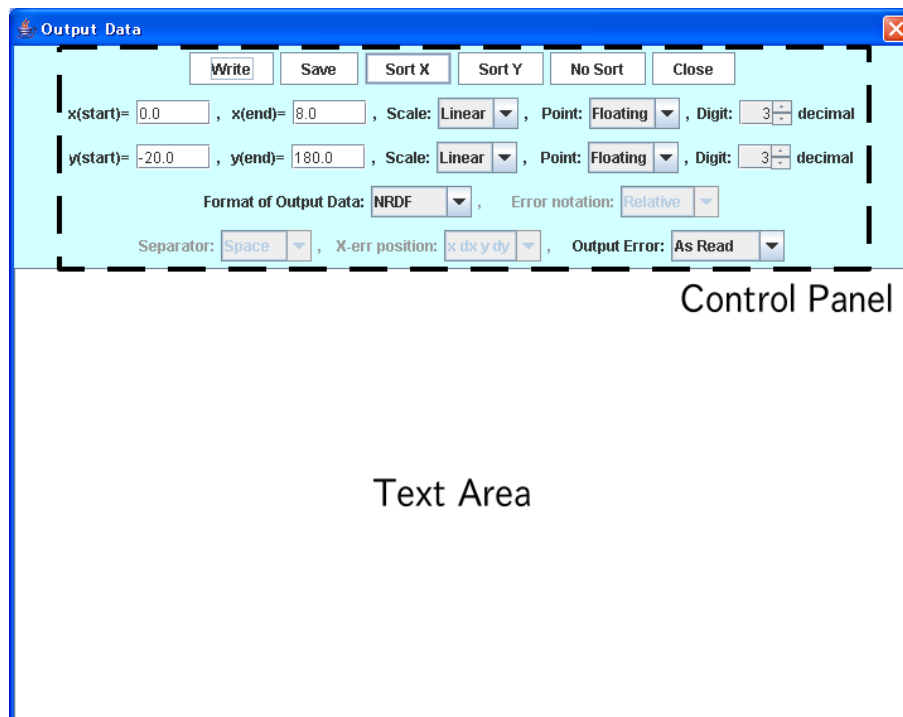 Output Data
Write Save Sort X Sort Y No Sort Close
x(start)= 0.0 , x(end)= 8.0 , Scale: Linear , Point: Floating , Digit: 3 decimal
y(start)= -20.0 , y(end)= 180.0 , Scale: Linear , Point: Floating , Digit: 3 decimal
Format of Output Data: NRDF , Error notation: Relative
Separator: Space , X-err position: x dx y dy , Output Error: As Read
Control Panel
Text Area